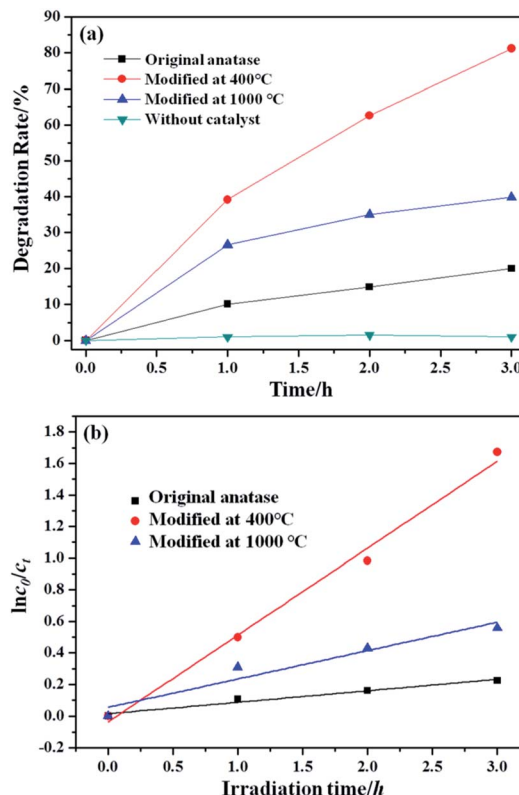 (a)
Original anatase
Modified at 400°C
Modified at 1000 °C
Without catalyst
Degradation Rate/%
90
80
70
60
50
40
30
20
10
0
0.0 0.5 1.0 1.5 2.0 2.5 3.0
Time/h
(b)
Original anatase
Modified at 400°C
Modified at 1000 °C
lnc₀/cₜ
1.8
1.6
1.4
1.2
1.0
0.8
0.6
0.4
0.2
0.0
-0.2
0.0 0.5 1.0 1.5 2.0 2.5 3.0
Irradiation time/h